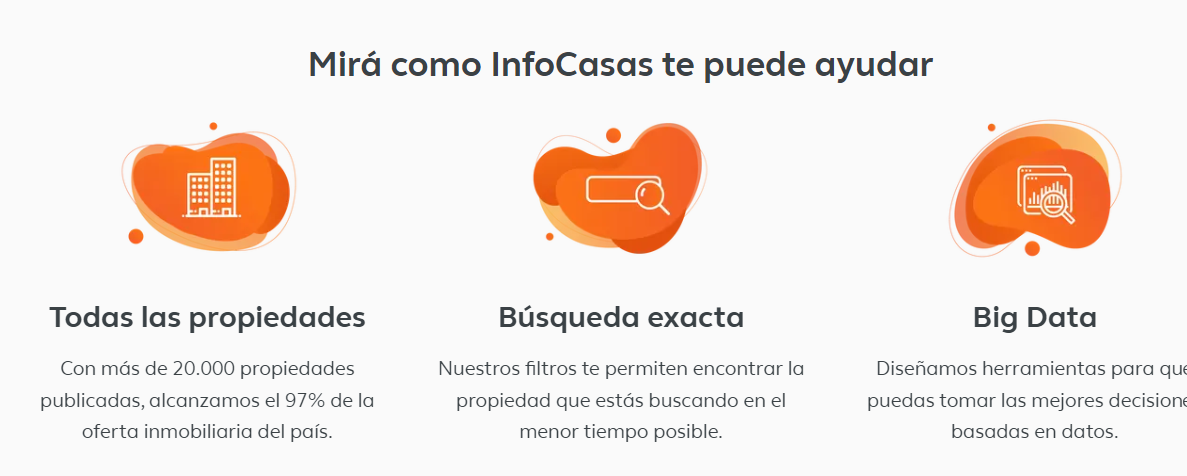 Mirá como InfoCasas te puede ayudar
Todas las propiedades
Con más de 20.000 propiedades
publicadas, alcanzamos el 97% de la
oferta inmobiliaria del país.
Búsqueda exacta
Nuestros filtros te permiten encontrar la
propiedad que estás buscando en el
menor tiempo posible.
Big Data
Diseñamos herramientas para que
puedas tomar las mejores decisione
basadas en datos.